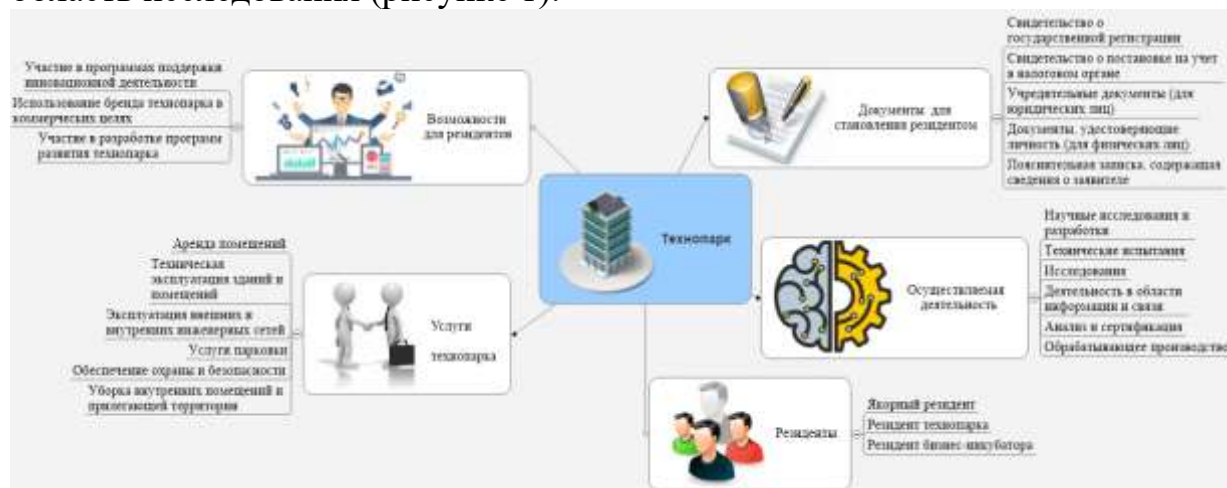 область исследования (рисунке 1).
Участие в программах поддержки
инновационной деятельности
Использование бренда технопарка в
коммерческих целях
Участие в разработке программ
развития технопарка
Возможности
для резидентов
Документы для
становления резидентом
Свидетельство о
государственной регистрации
Свидетельство о постановке на учет
в налоговом органе
Учредительные документы (для
юридических лиц)
Документы, удостоверяющие
личность (для физических лиц)
Пояснительная записка, содержащая
сведения о заявителе
Технопарк
Аренда помещений
Техническая
эксплуатация зданий и
помещений
Эксплуатация внешних и
внутренних инженерных сетей
Услуги парковки
Обеспечение охраны и безопасности
Уборка внутренних помещений и
прилегающей территории
Услуги
технопарка
Осуществляемая
деятельность
Научные исследования и
разработки
Технические испытания
Исследования
Деятельность в области
информации и связи
Анализ и сертификация
Обрабатывающее производство
Резиденты
Якорный резидент
Резидент технопарка
Резидент бизнес-инкубатора